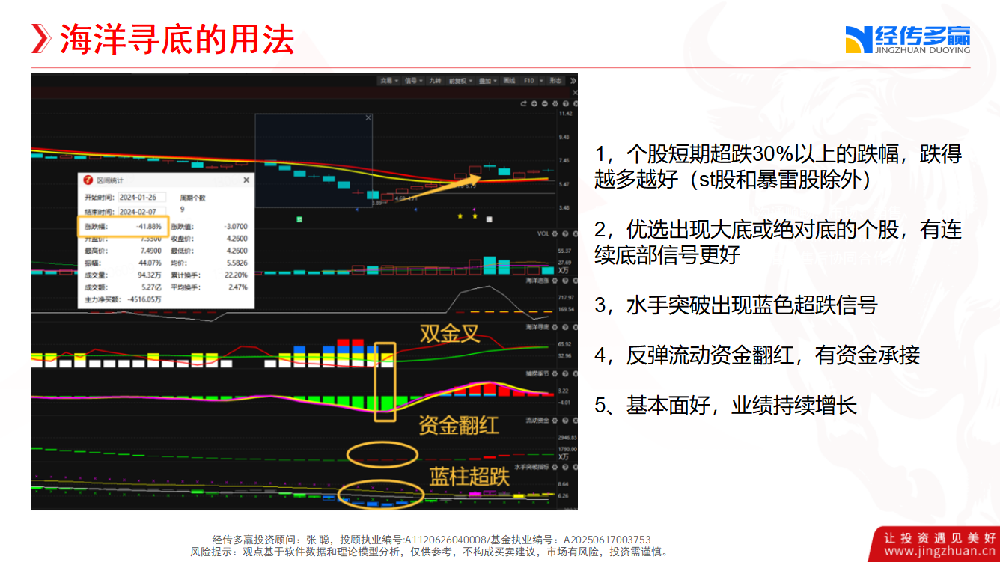 海洋寻底的用法
经传多赢
JINGZHUAN DUOYING
交易 信号 九转 前复权 叠加 画线 F10 形态
11.42
9.43
7.45
5.47
3.48
区间统计
开始时间: 2024-01-26 周期个数
结束时间: 2024-02-07 9
涨跌幅: -41.88% 涨跌值: -3.0700
开盘价: 7.3300 收盘价: 4.2600
最高价: 7.4900 最低价: 4.2600
振幅: 44.07% 均价: 5.5826
成交量: 94.32万 累计换手: 22.20%
成交额: 5.27亿 平均换手: 2.47%
主力净买额: -4516.05万
VOL
55.37
27.69
X万
海洋追涨
717.97
169.54
海洋寻底
双金叉
65.92
32.96
捕捞季节
3.22
-4.01
资金翻红
流动资金
2946.83
1790.00
X万
水手突破指标
蓝柱超跌
8.64
6.26
1，个股短期超跌30%以上的跌幅，跌得
越多越好（st股和暴雷股除外）
2，优选出现大底或绝对底的个股，有连
续底部信号更好
3，水手突破出现蓝色超跌信号
4，反弹流动资金翻红，有资金承接
5、基本面好，业绩持续增长
经传多赢投资顾问：张 聪，投顾执业编号:A1120626040008/基金执业编号：A20250617003753
风险提示：观点基于软件数据和理论模型分析，仅供参考，不构成买卖建议，市场有风险，投资需谨慎。
让投资遇见美好
www.jingzhuan.cn